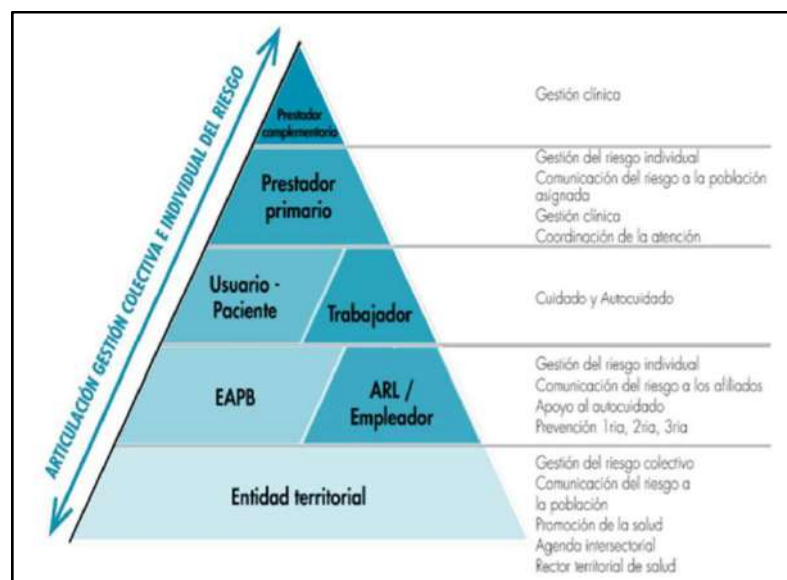 ARTICULACIÓN GESTIÓN COLECTIVA E INDIVIDUAL DEL RIESGO
Prestador
complementario
Gestión clínica
Prestador
primario
Gestión del riesgo individual
Comunicación del riesgo a la población
asignada
Gestión clínica
Coordinación de la atención
Usuario -
Paciente
Trabajador
Cuidado y Autocuidado
EAPB
ARL /
Empleador
Gestión del riesgo individual
Comunicación del riesgo a los afiliados
Apoyo al autocuidado
Prevención 1ria, 2ria, 3ria
Entidad territorial
Gestión del riesgo colectivo
Comunicación del riesgo a
la población
Promoción de la salud
Agenda intersectorial
Rector territorial de salud